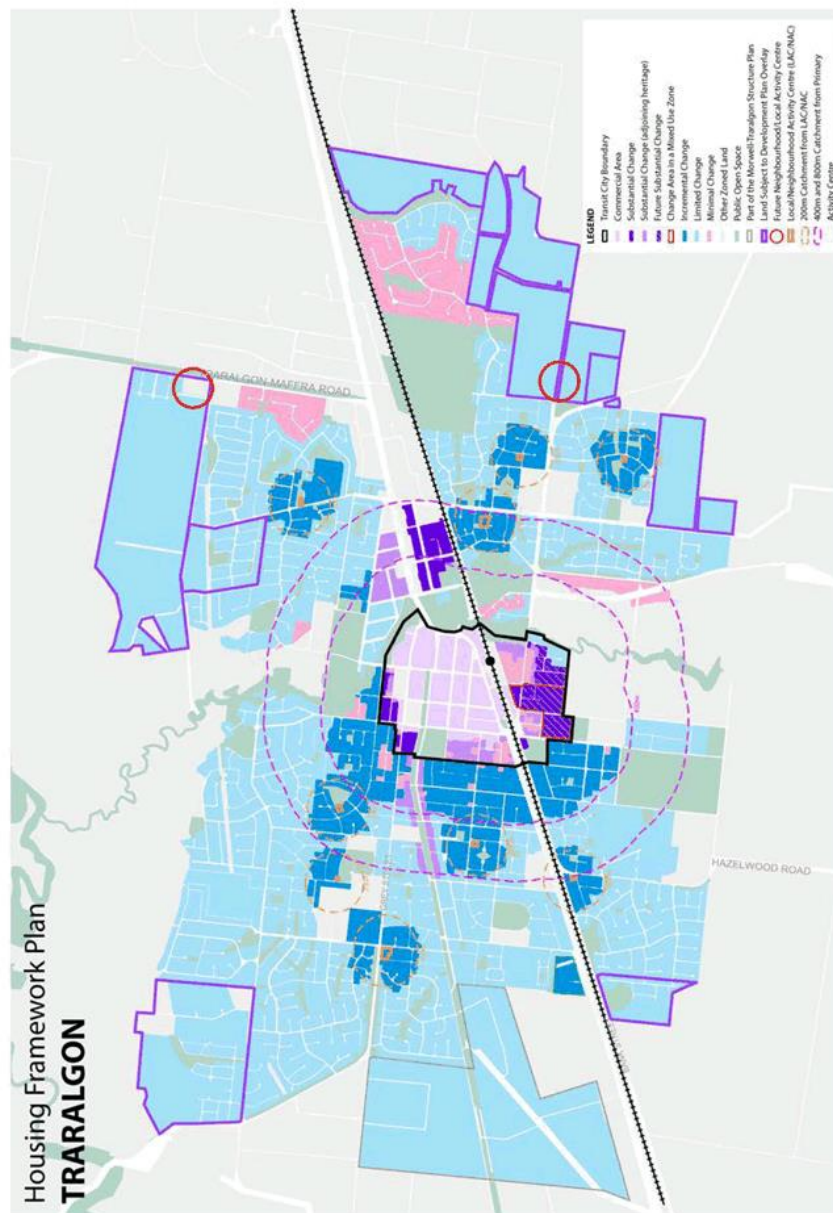 Housing Framework Plan
TRARALGON
TRARALGON-MAFFRA ROAD
HAZELWOOD ROAD
LEGEND
Transit City Boundary
Commercial Area
Substantial Change
Substantial Change (adjoining heritage)
Future Substantial Change
Change Area in a Mixed Use Zone
Incremental Change
Limited Change
Minimal Change
Other Zoned Land
Public Open Space
Part of the Morwell-Traralgon Structure Plan
Land Subject to Development Plan Overlay
Future Neighbourhood/Local Activity Centre
Local/Neighbourhood Activity Centre (LAC/NAC)
200m Catchment from LAC/NAC
400m and 800m Catchment from Primary
Activity Centre